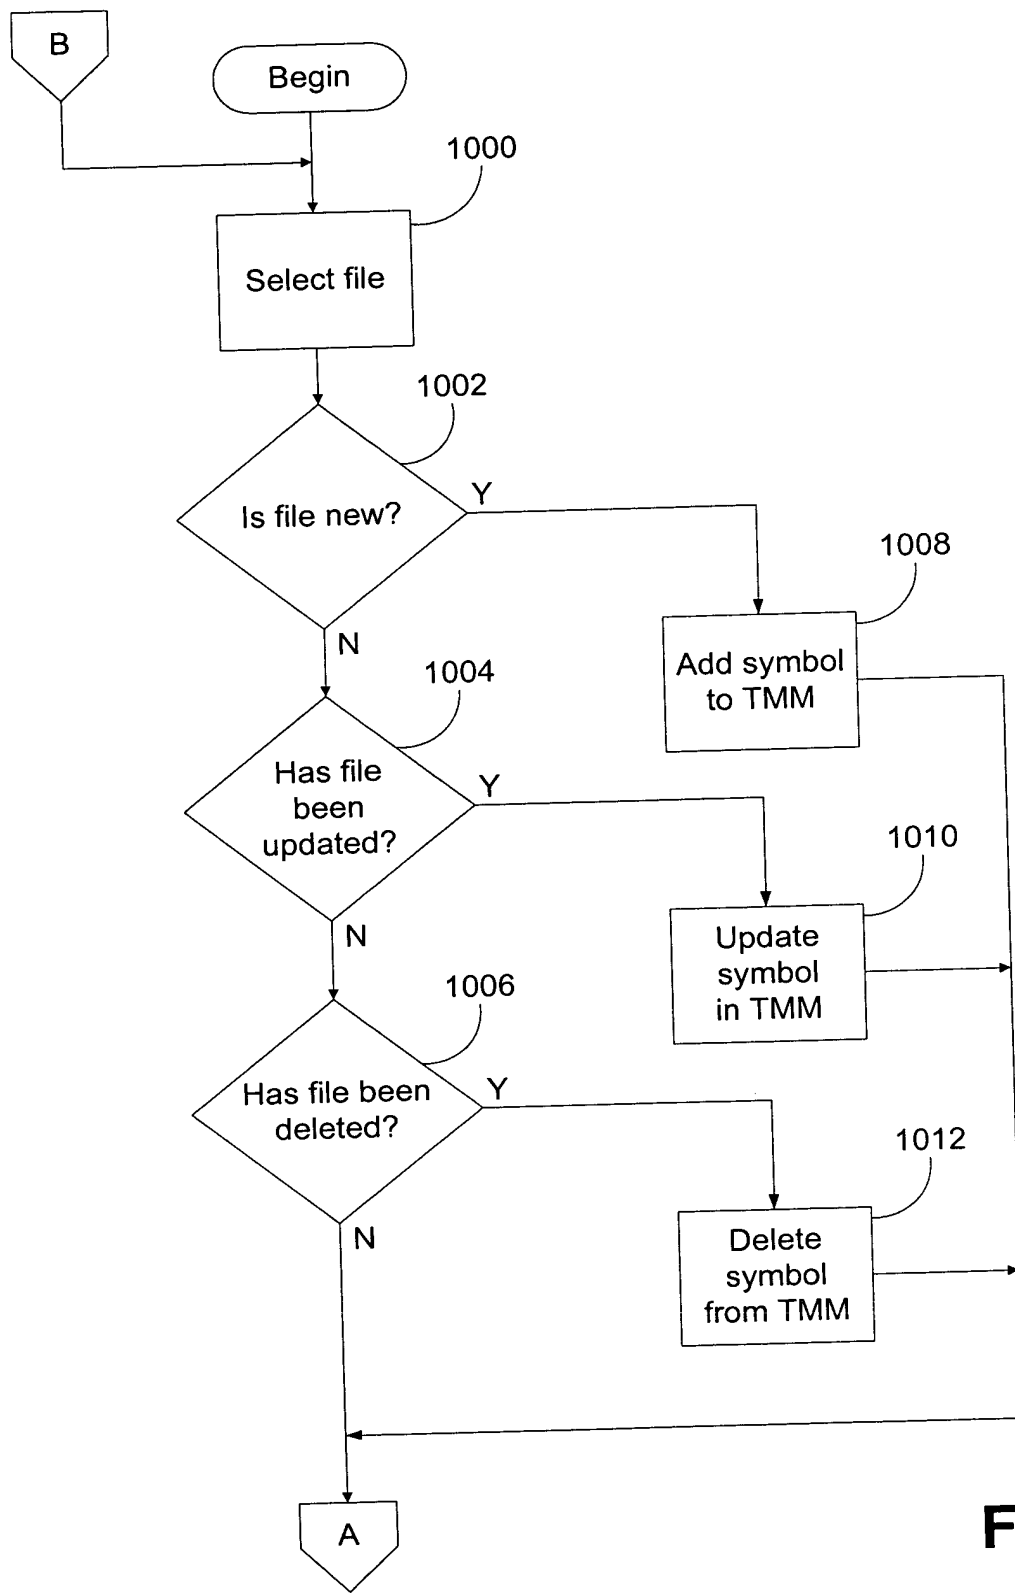 B
Begin
1000
Select file
1002
Is file new?
Y
1008
N
Add symbol
to TMM
1004
Has file
been
updated?
Y
1010
N
Update
symbol
in TMM
1006
Has file been
deleted?
Y
1012
N
Delete
symbol
from TMM
A
F